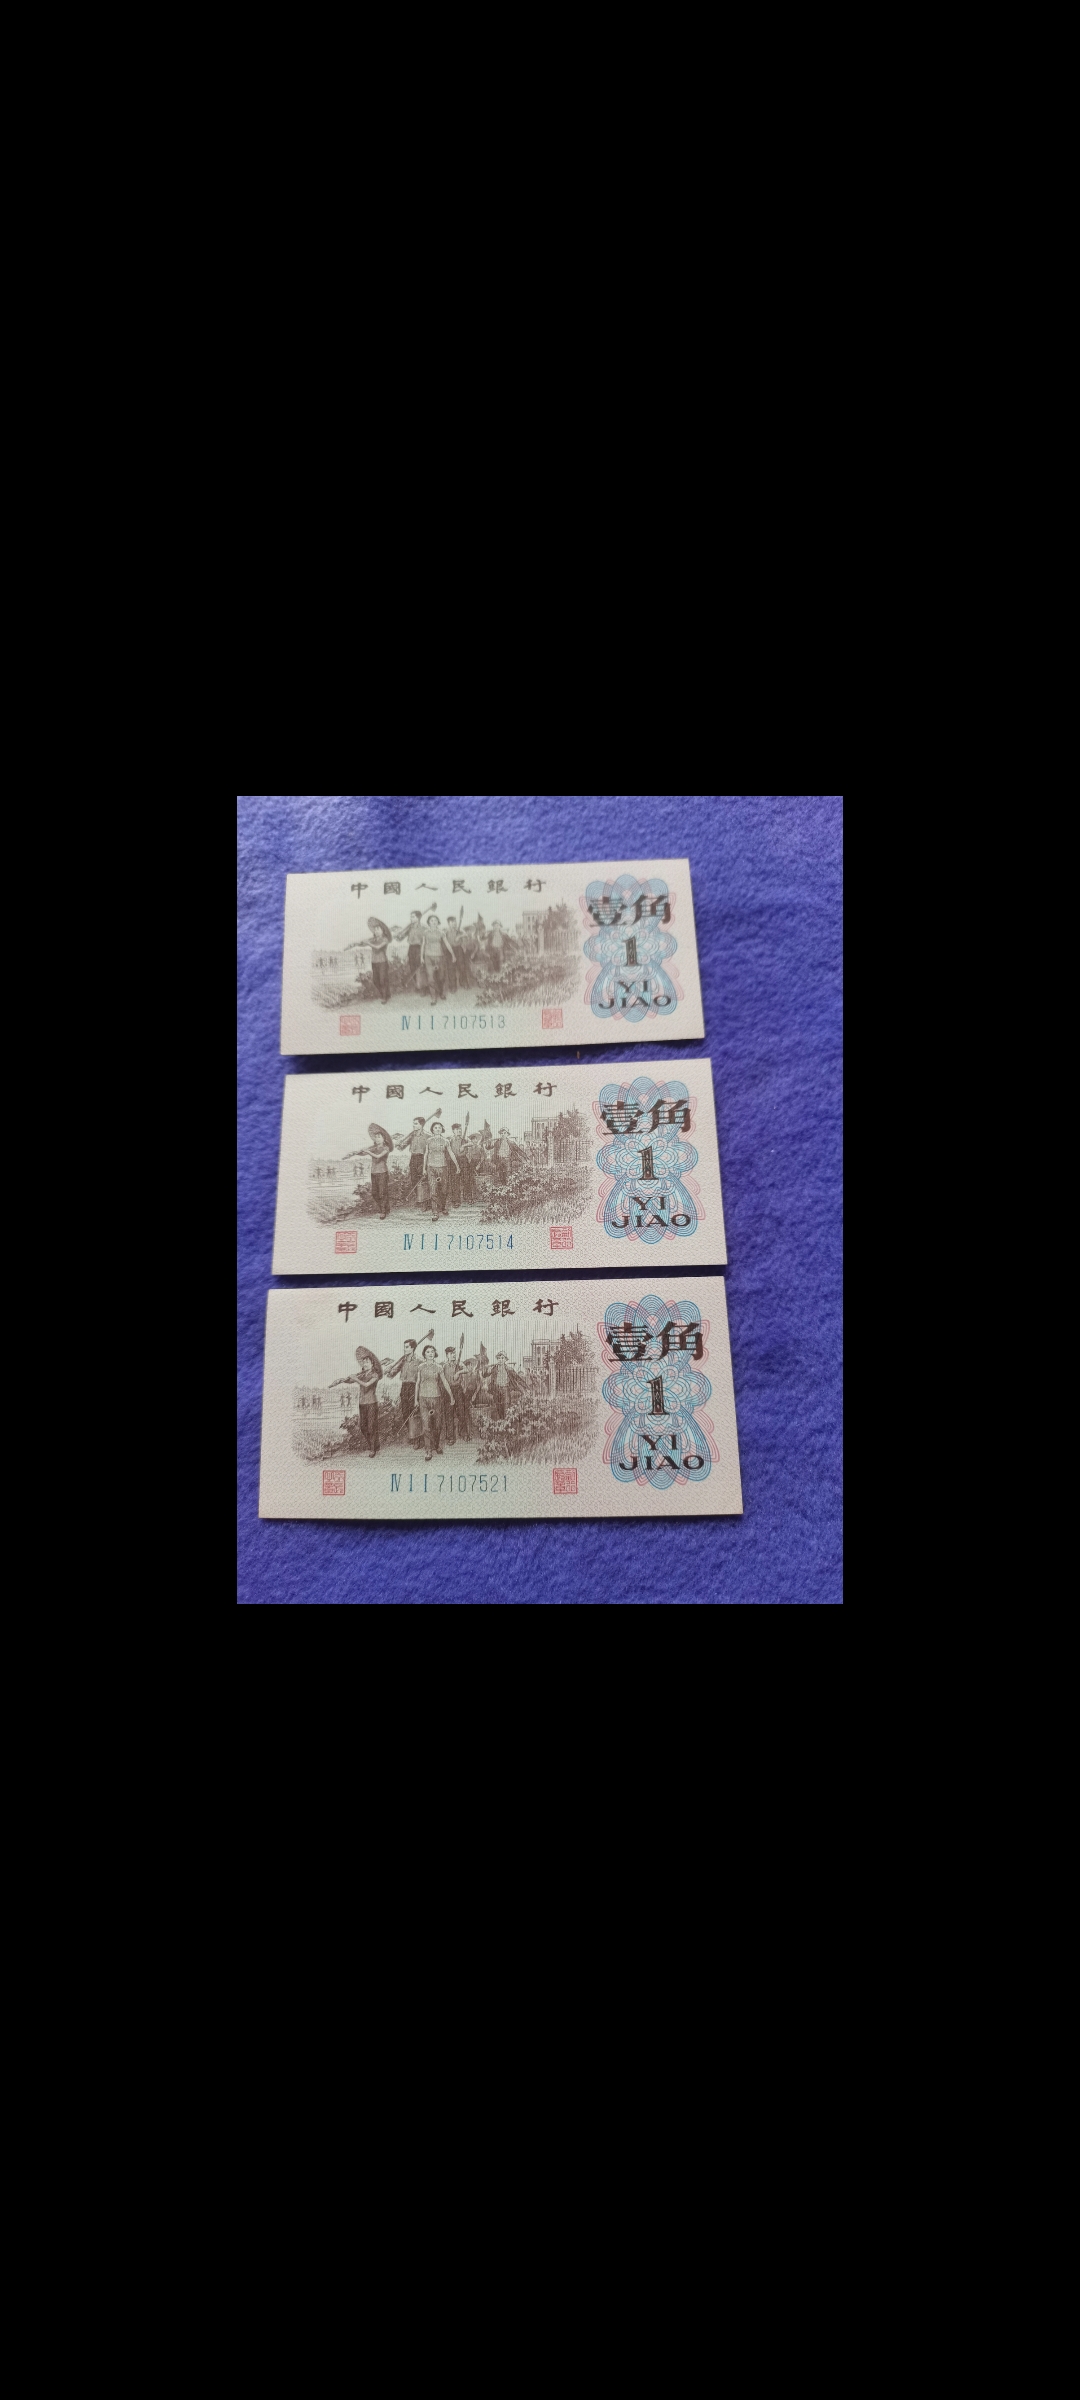 中國人民銀行
壹角
1
YI
JIAO
Ⅳ Ⅰ Ⅰ 7107513
中國人民銀行
壹角
1
YI
JIAO
Ⅳ Ⅰ Ⅰ 7107514
中國人民銀行
壹角
1
YI
JIAO
Ⅳ Ⅰ Ⅰ 7107521